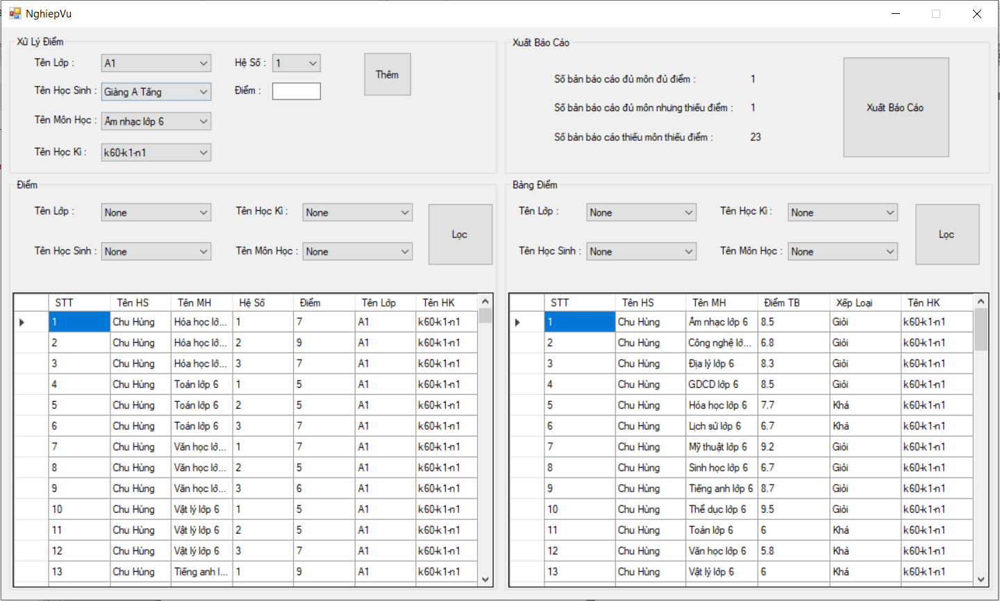 NghiepVu
Xử Lý Điểm
Tên Lớp : A1 Hệ Số : 1 Thêm
Tên Học Sinh : Giàng A Tăng Điểm :
Tên Môn Học : Âm nhạc lớp 6
Tên Học Kì : k60-k1-n1
Xuất Báo Cáo
Số bản báo cáo đủ môn đủ điểm : 1
Số bản báo cáo đủ môn nhưng thiếu điểm : 1
Số bản báo cáo thiếu môn thiếu điểm : 23
Xuất Báo Cáo
Điểm
Tên Lớp : None Tên Học Kì : None
Tên Học Sinh : None Tên Môn Học : None
Lọc
STT Tên HS Tên MH Hệ Số Điểm Tên Lớp Tên HK
1 Chu Hùng Hóa học lớ... 1 7 A1 k60-k1-n1
2 Chu Hùng Hóa học lớ... 2 9 A1 k60-k1-n1
3 Chu Hùng Hóa học lớ... 3 7 A1 k60-k1-n1
4 Chu Hùng Toán lớp 6 1 5 A1 k60-k1-n1
5 Chu Hùng Toán lớp 6 2 5 A1 k60-k1-n1
6 Chu Hùng Toán lớp 6 3 7 A1 k60-k1-n1
7 Chu Hùng Văn học lớ... 1 7 A1 k60-k1-n1
8 Chu Hùng Văn học lớ... 2 5 A1 k60-k1-n1
9 Chu Hùng Văn học lớ... 3 6 A1 k60-k1-n1
10 Chu Hùng Vật lý lớp 6 1 5 A1 k60-k1-n1
11 Chu Hùng Vật lý lớp 6 2 5 A1 k60-k1-n1
12 Chu Hùng Vật lý lớp 6 3 7 A1 k60-k1-n1
13 Chu Hùng Tiếng anh l... 1 9 A1 k60-k1-n1
Bảng Điểm
Tên Lớp : None Tên Học Kì : None
Tên Học Sinh : None Tên Môn Học : None
Lọc
STT Tên HS Tên MH Điểm TB Xếp Loại Tên HK
1 Chu Hùng Âm nhạc lớp 6 8.5 Giỏi k60-k1-n1
2 Chu Hùng Công nghệ lớ... 6.8 Giỏi k60-k1-n1
3 Chu Hùng Địa lý lớp 6 8.3 Giỏi k60-k1-n1
4 Chu Hùng GDCD lớp 6 8.5 Giỏi k60-k1-n1
5 Chu Hùng Hóa học lớp 6 7.7 Khá k60-k1-n1
6 Chu Hùng Lịch sử lớp 6 6.7 Khá k60-k1-n1
7 Chu Hùng Mỹ thuật lớp 6 9.2 Giỏi k60-k1-n1
8 Chu Hùng Sinh học lớp 6 6.7 Giỏi k60-k1-n1
9 Chu Hùng Tiếng anh lớp 6 8.7 Giỏi k60-k1-n1
10 Chu Hùng Thể dục lớp 6 9.5 Giỏi k60-k1-n1
11 Chu Hùng Toán lớp 6 6 Khá k60-k1-n1
12 Chu Hùng Văn học lớp 6 5.8 Khá k60-k1-n1
13 Chu Hùng Vật lý lớp 6 6 Khá k60-k1-n1